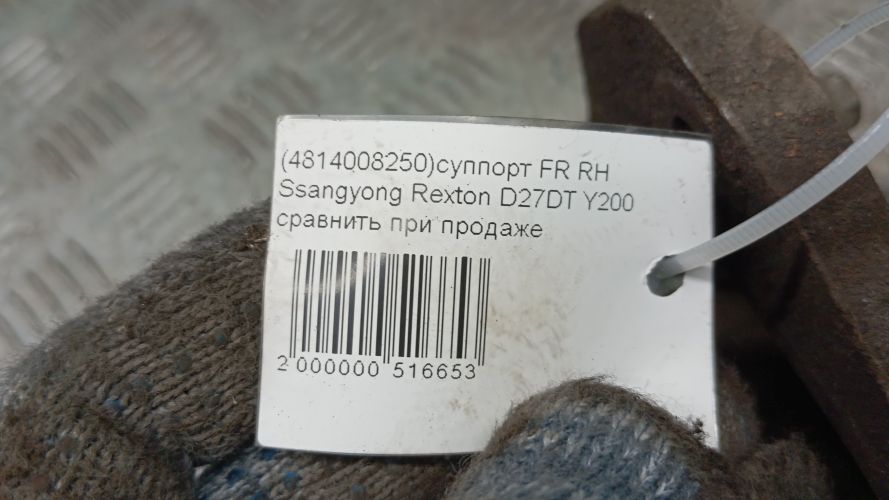 (4814008250)суппорт FR RH
Ssangyong Rexton D27DT Y200
сравнить при продаже
2 000000 516653